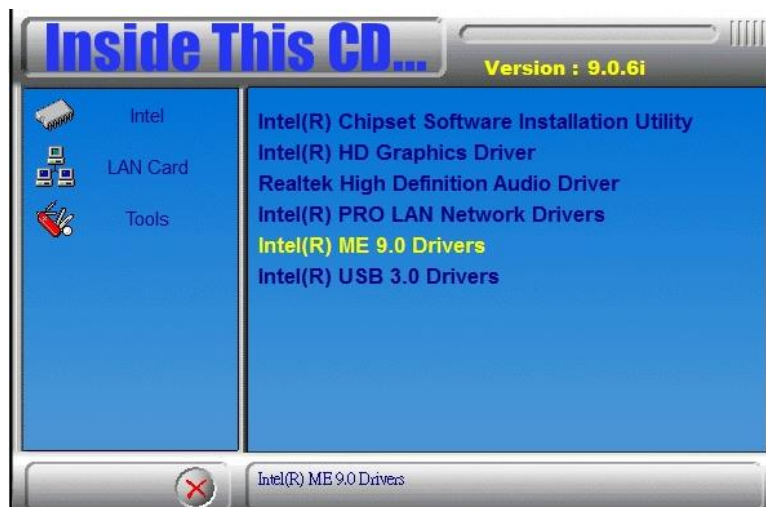 Inside This CD...
Version : 9.0.6i
Intel
LAN Card
Tools
Intel(R) Chipset Software Installation Utility
Intel(R) HD Graphics Driver
Realtek High Definition Audio Driver
Intel(R) PRO LAN Network Drivers
Intel(R) ME 9.0 Drivers
Intel(R) USB 3.0 Drivers
Intel(R) ME 9.0 Drivers